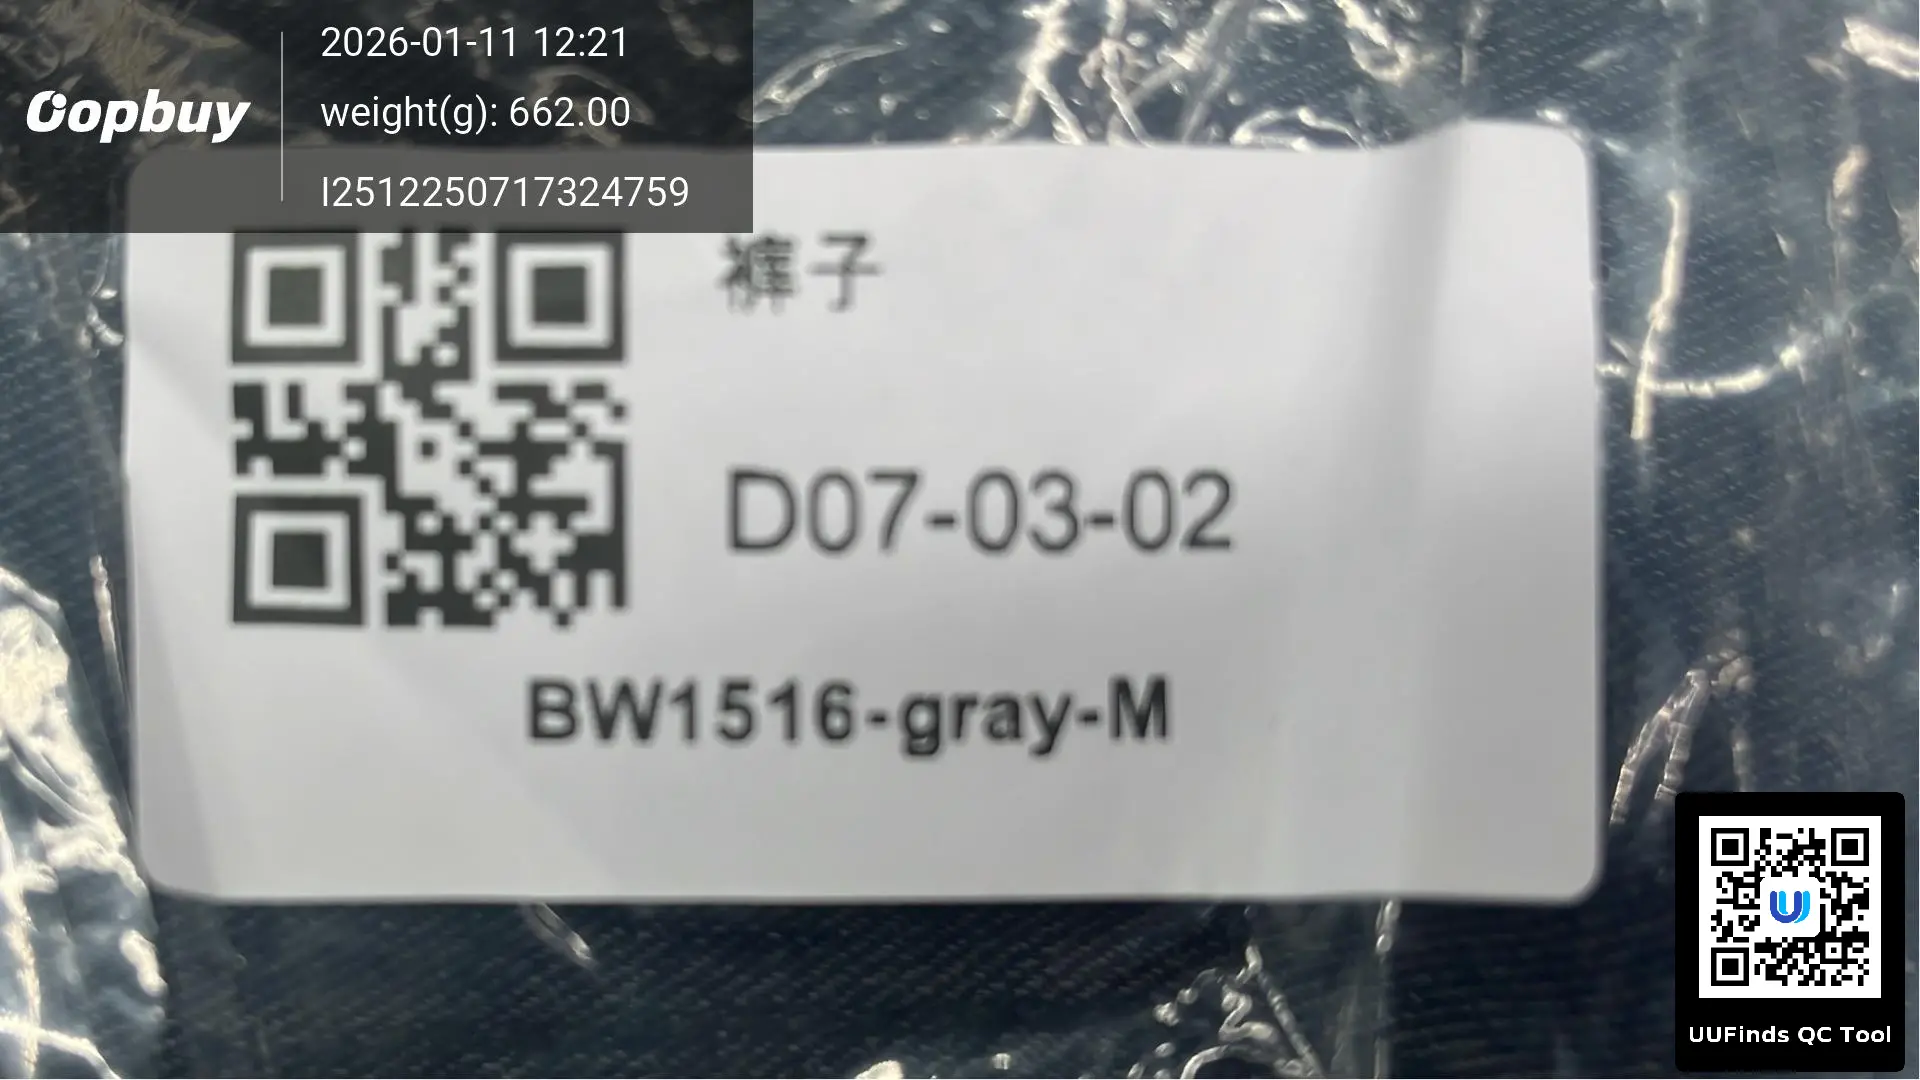 Oopbuy
2026-01-11 12:21
weight(g): 662.00
I2512250717324759
裤子
D07-03-02
BW1516-gray-M
UUFinds QC Tool